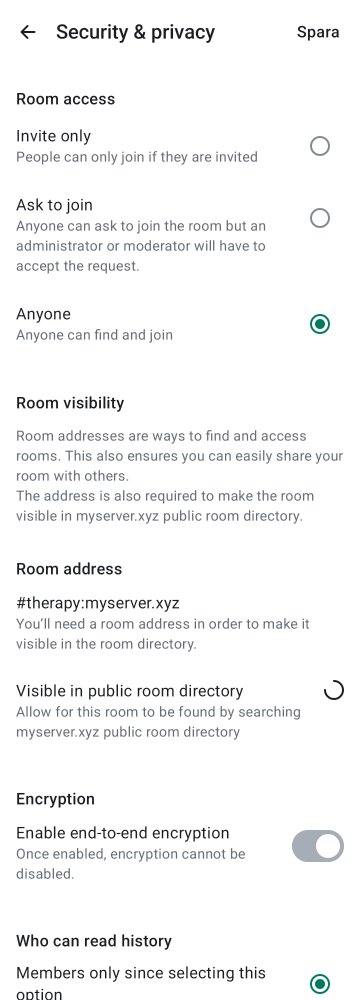 Security & privacy
Spara
Room access
Invite only
People can only join if they are invited
Ask to join
Anyone can ask to join the room but an
administrator or moderator will have to
accept the request.
Anyone
Anyone can find and join
Room visibility
Room addresses are ways to find and access
rooms. This also ensures you can easily share your
room with others.
The address is also required to make the room
visible in myserver.xyz public room directory.
Room address
#therapy:myserver.xyz
You’ll need a room address in order to make it
visible in the room directory.
Visible in public room directory
Allow for this room to be found by searching
myserver.xyz public room directory
Encryption
Enable end-to-end encryption
Once enabled, encryption cannot be
disabled.
Who can read history
Members only since selecting this
option